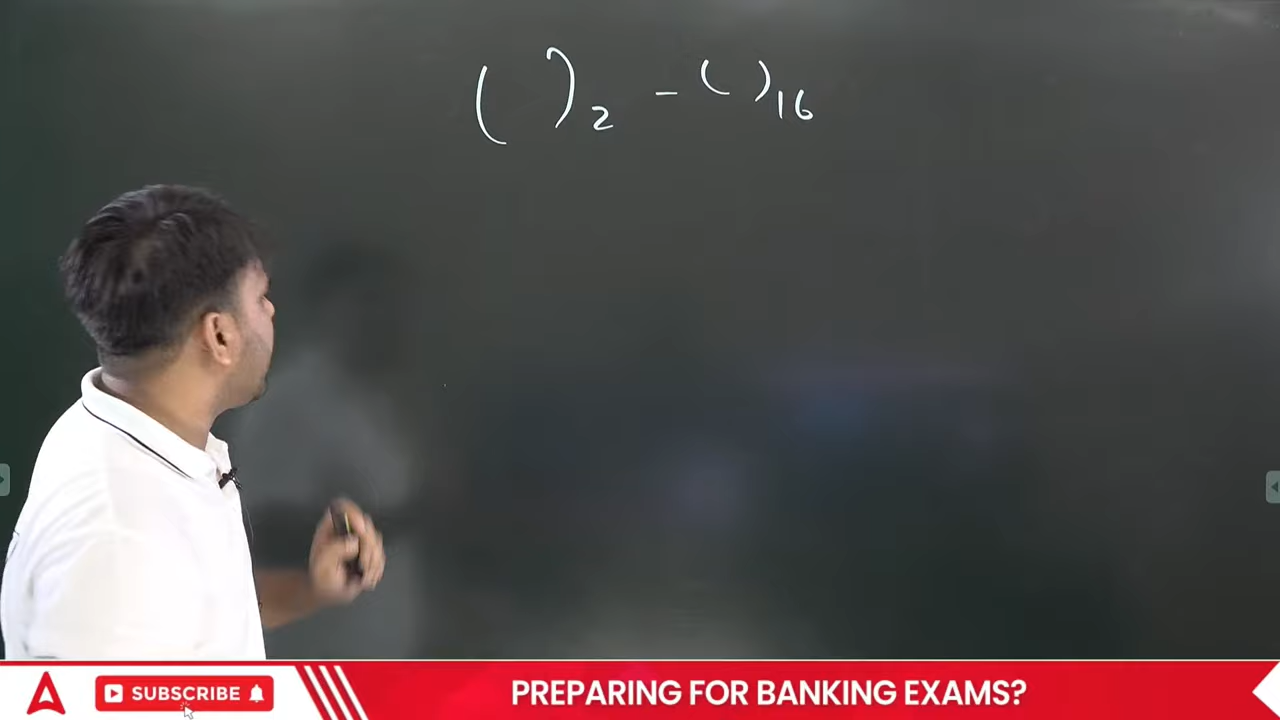 ( )₂ - ( )₁₆
SUBSCRIBE
PREPARING FOR BANKING EXAMS?